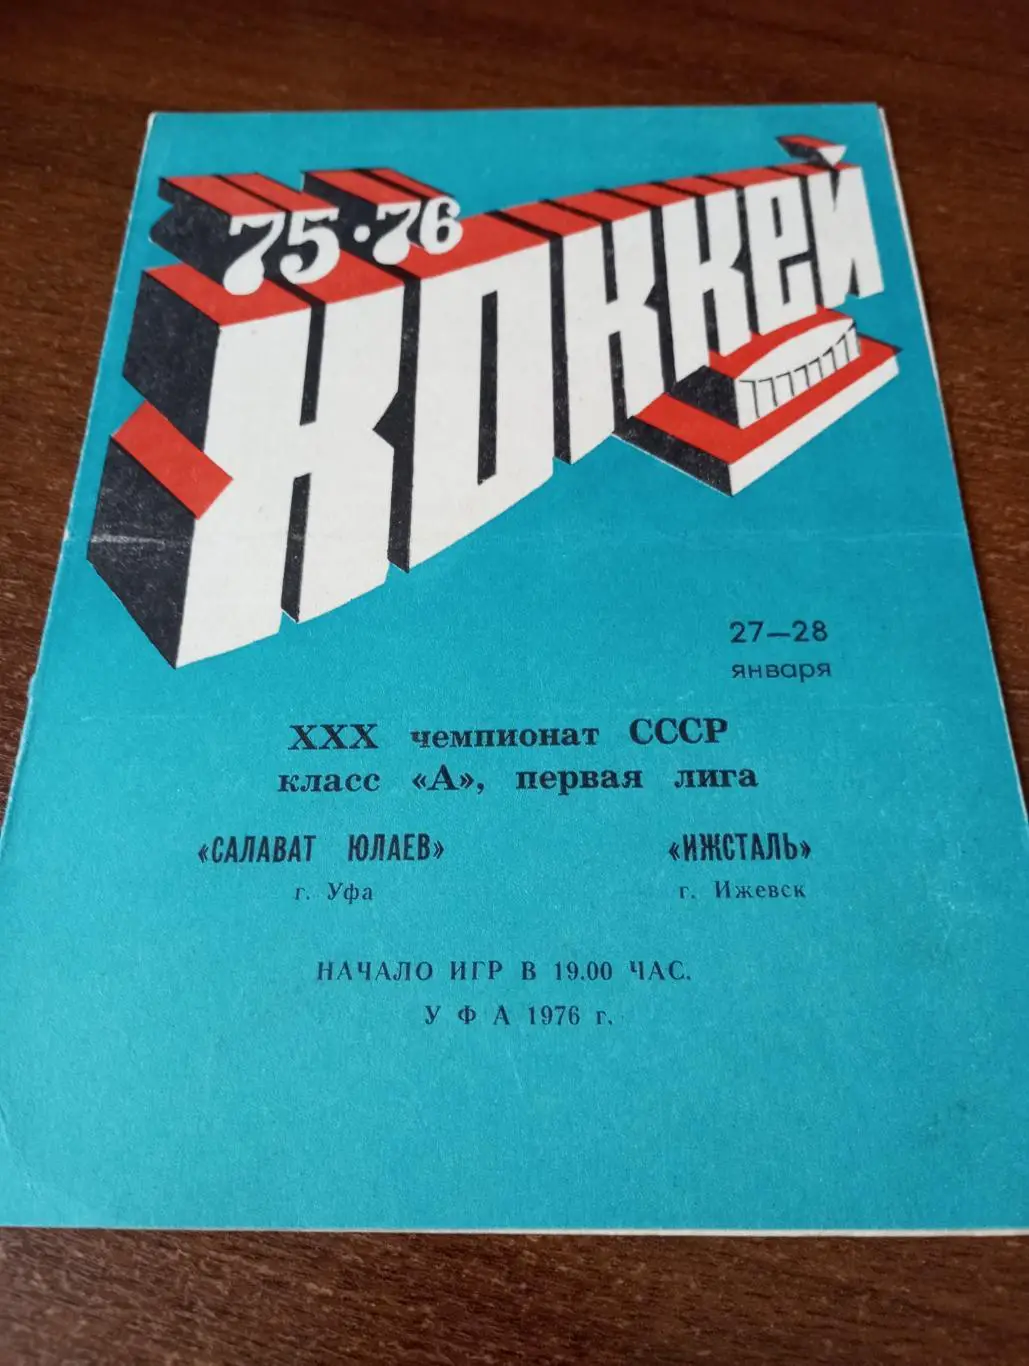 75·76
ХОККЕЙ
27—28
января
XXX чемпионат СССР
класс «А», первая лига
«САЛАВАТ ЮЛАЕВ» «ИЖСТАЛЬ»
г. Уфа г. Ижевск
НАЧАЛО ИГР В 19.00 ЧАС.
УФА 1976 г.